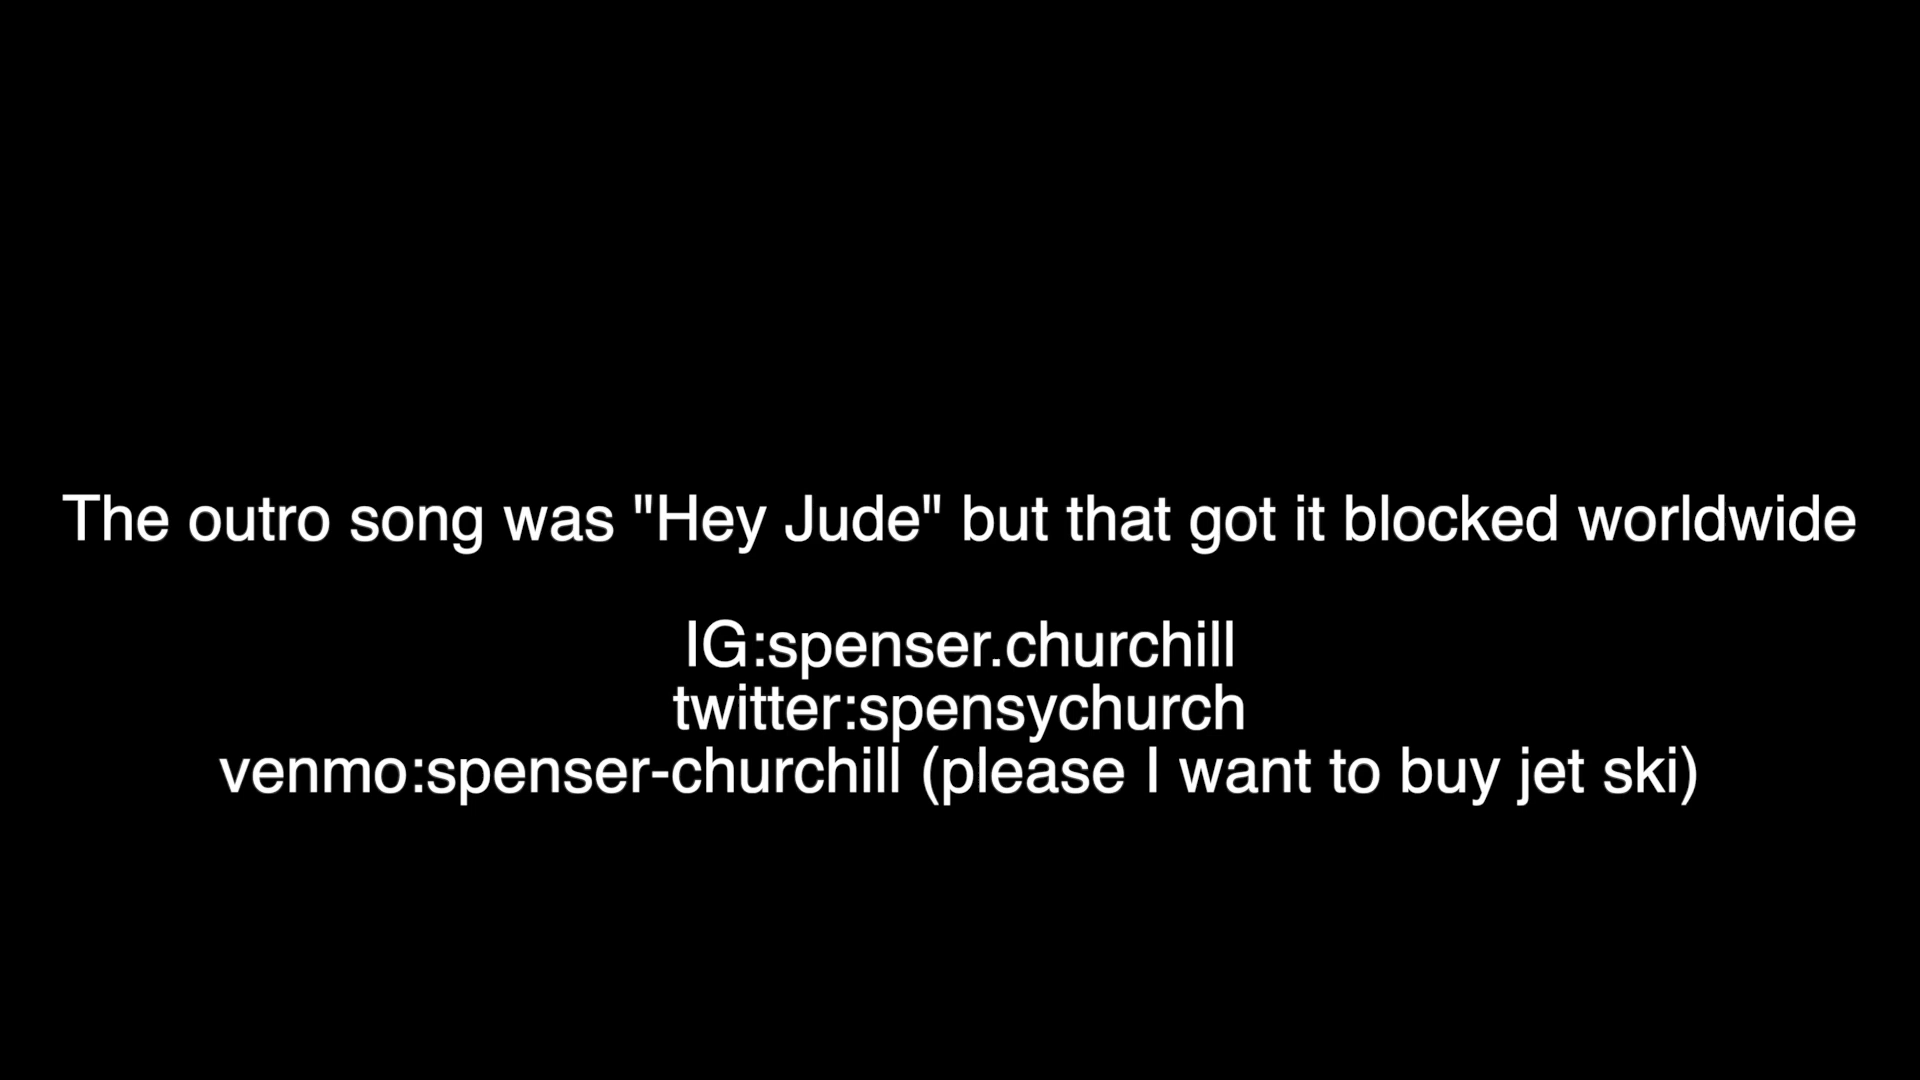 The outro song was "Hey Jude" but that got it blocked worldwide
IG:spenser.churchill
twitter:spensychurch
venmo:spenser-churchill (please I want to buy jet ski)